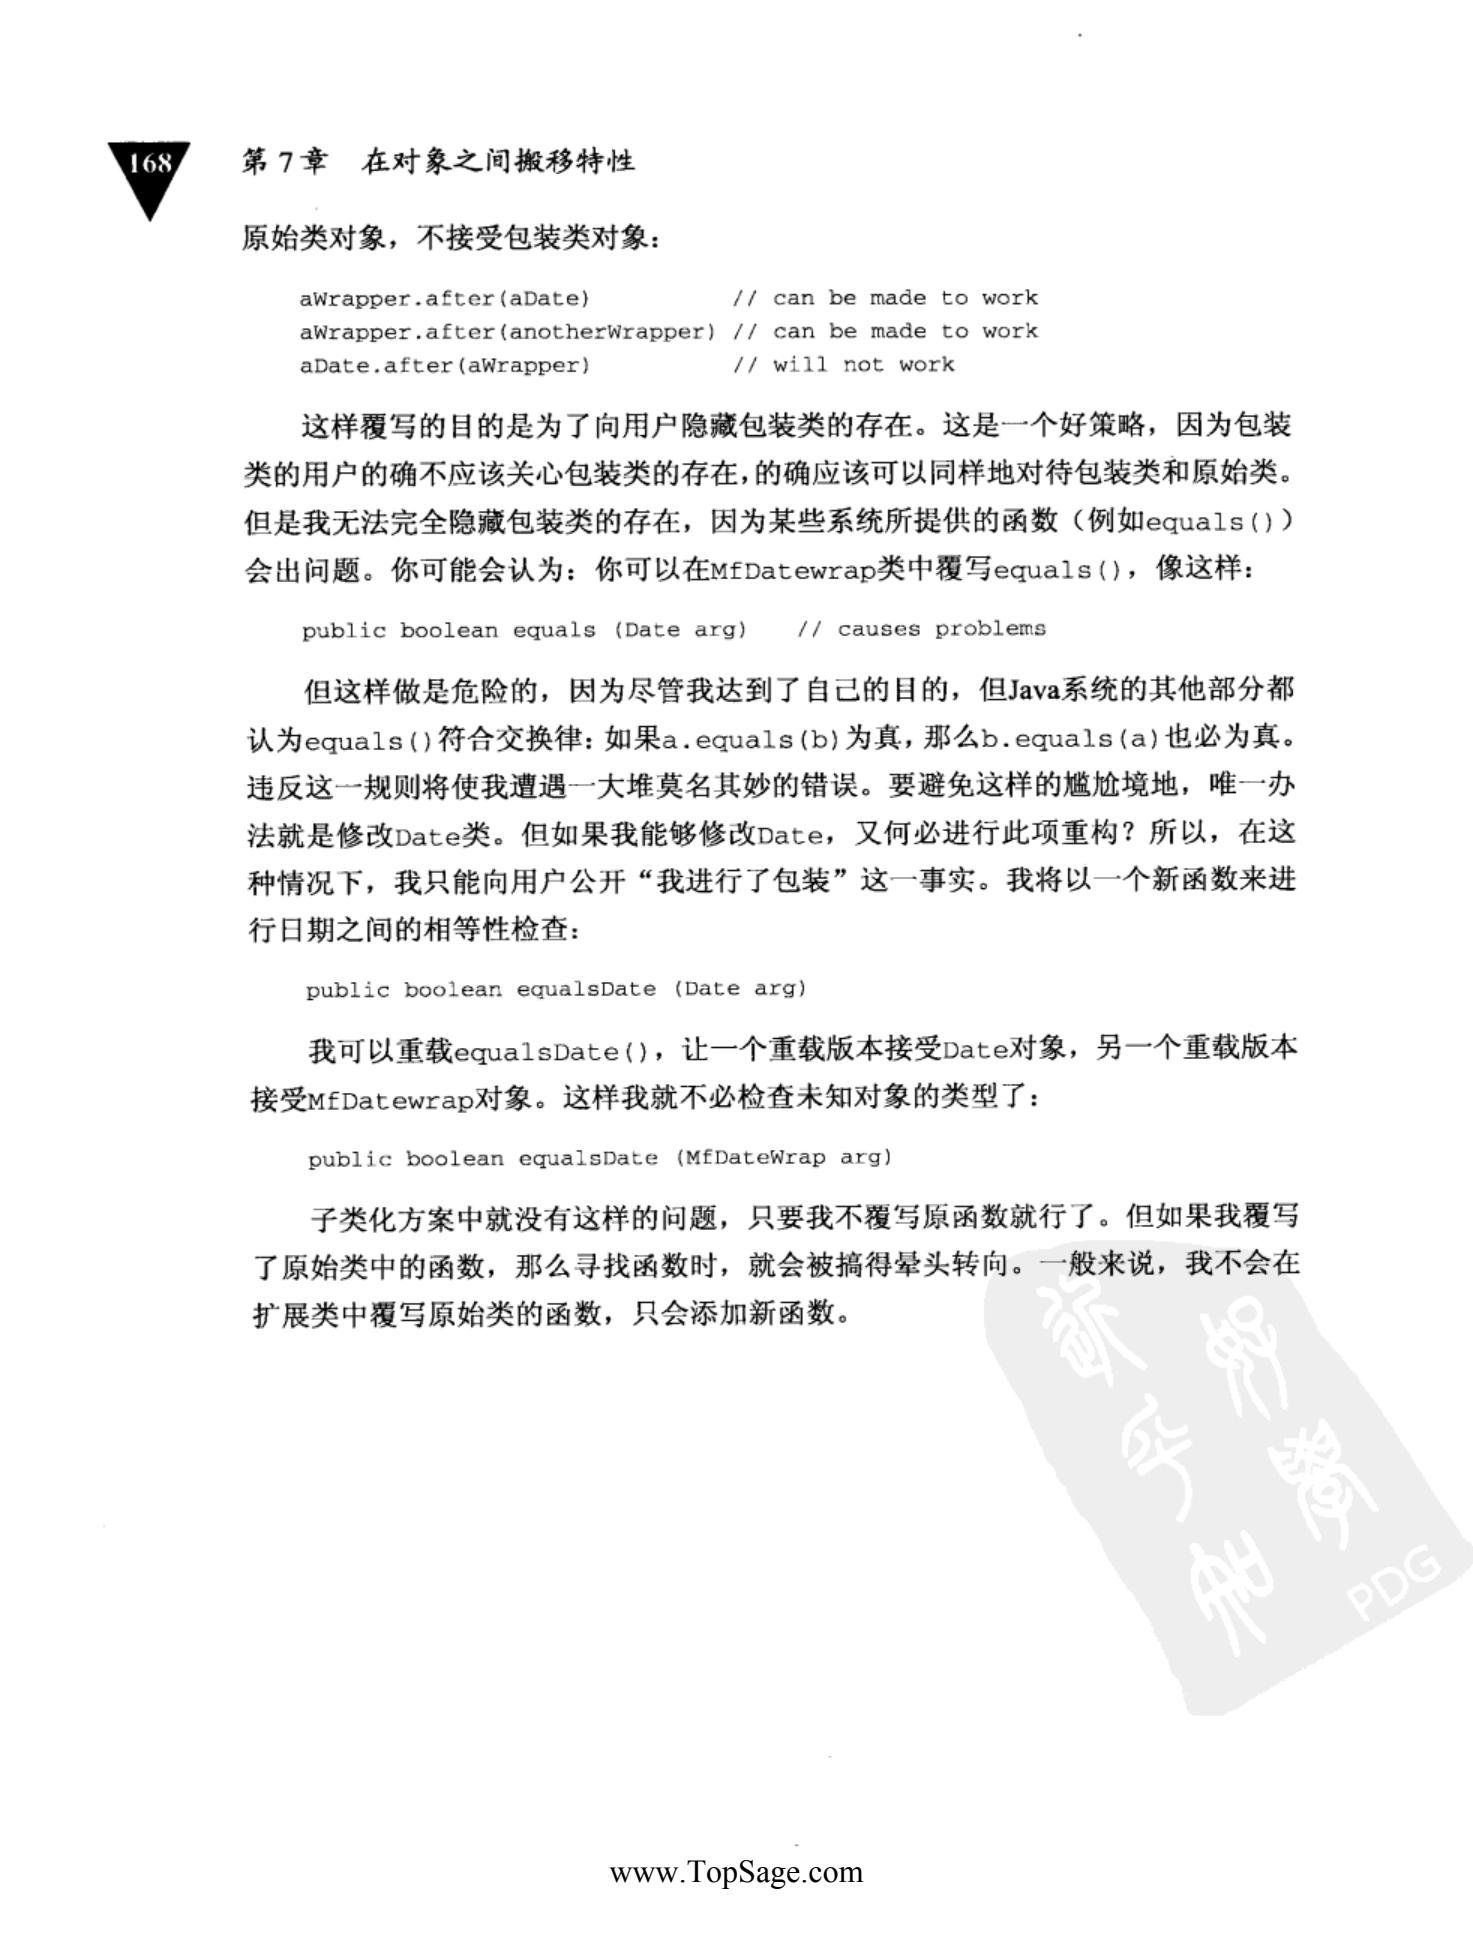 168
第 7 章 在对象之间搬移特性
原始类对象，不接受包装类对象：
aWrapper.after(aDate) // can be made to work
aWrapper.after(anotherWrapper) // can be made to work
aDate.after(aWrapper) // will not work
这样覆写的目的是为了向用户隐藏包装类的存在。这是一个好策略，因为包装
类的用户的确不应该关心包装类的存在，的确应该可以同样地对待包装类和原始类。
但是我无法完全隐藏包装类的存在，因为某些系统所提供的函数（例如equals()）
会出问题。你可能会认为：你可以在MfDatewrap类中覆写equals()，像这样：
public boolean equals (Date arg) // causes problems
但这样做是危险的，因为尽管我达到了自己的目的，但Java系统的其他部分都
认为equals()符合交换律：如果a.equals(b)为真，那么b.equals(a)也必为真。
违反这一规则将使我遭遇一大堆莫名其妙的错误。要避免这样的尴尬境地，唯一办
法就是修改Date类。但如果我能够修改Date，又何必进行此项重构？所以，在这
种情况下，我只能向用户公开“我进行了包装”这一事实。我将以一个新函数来进
行日期之间的相等性检查：
public boolean equalsDate (Date arg)
我可以重载equalsDate()，让一个重载版本接受Date对象，另一个重载版本
接受MfDatewrap对象。这样我就不必检查未知对象的类型了：
public boolean equalsDate (MfDateWrap arg)
子类化方案中就没有这样的问题，只要我不覆写原函数就行了。但如果我覆写
了原始类中的函数，那么寻找函数时，就会被搞得晕头转向。一般来说，我不会在
扩展类中覆写原始类的函数，只会添加新函数。
PDG
www.TopSage.com